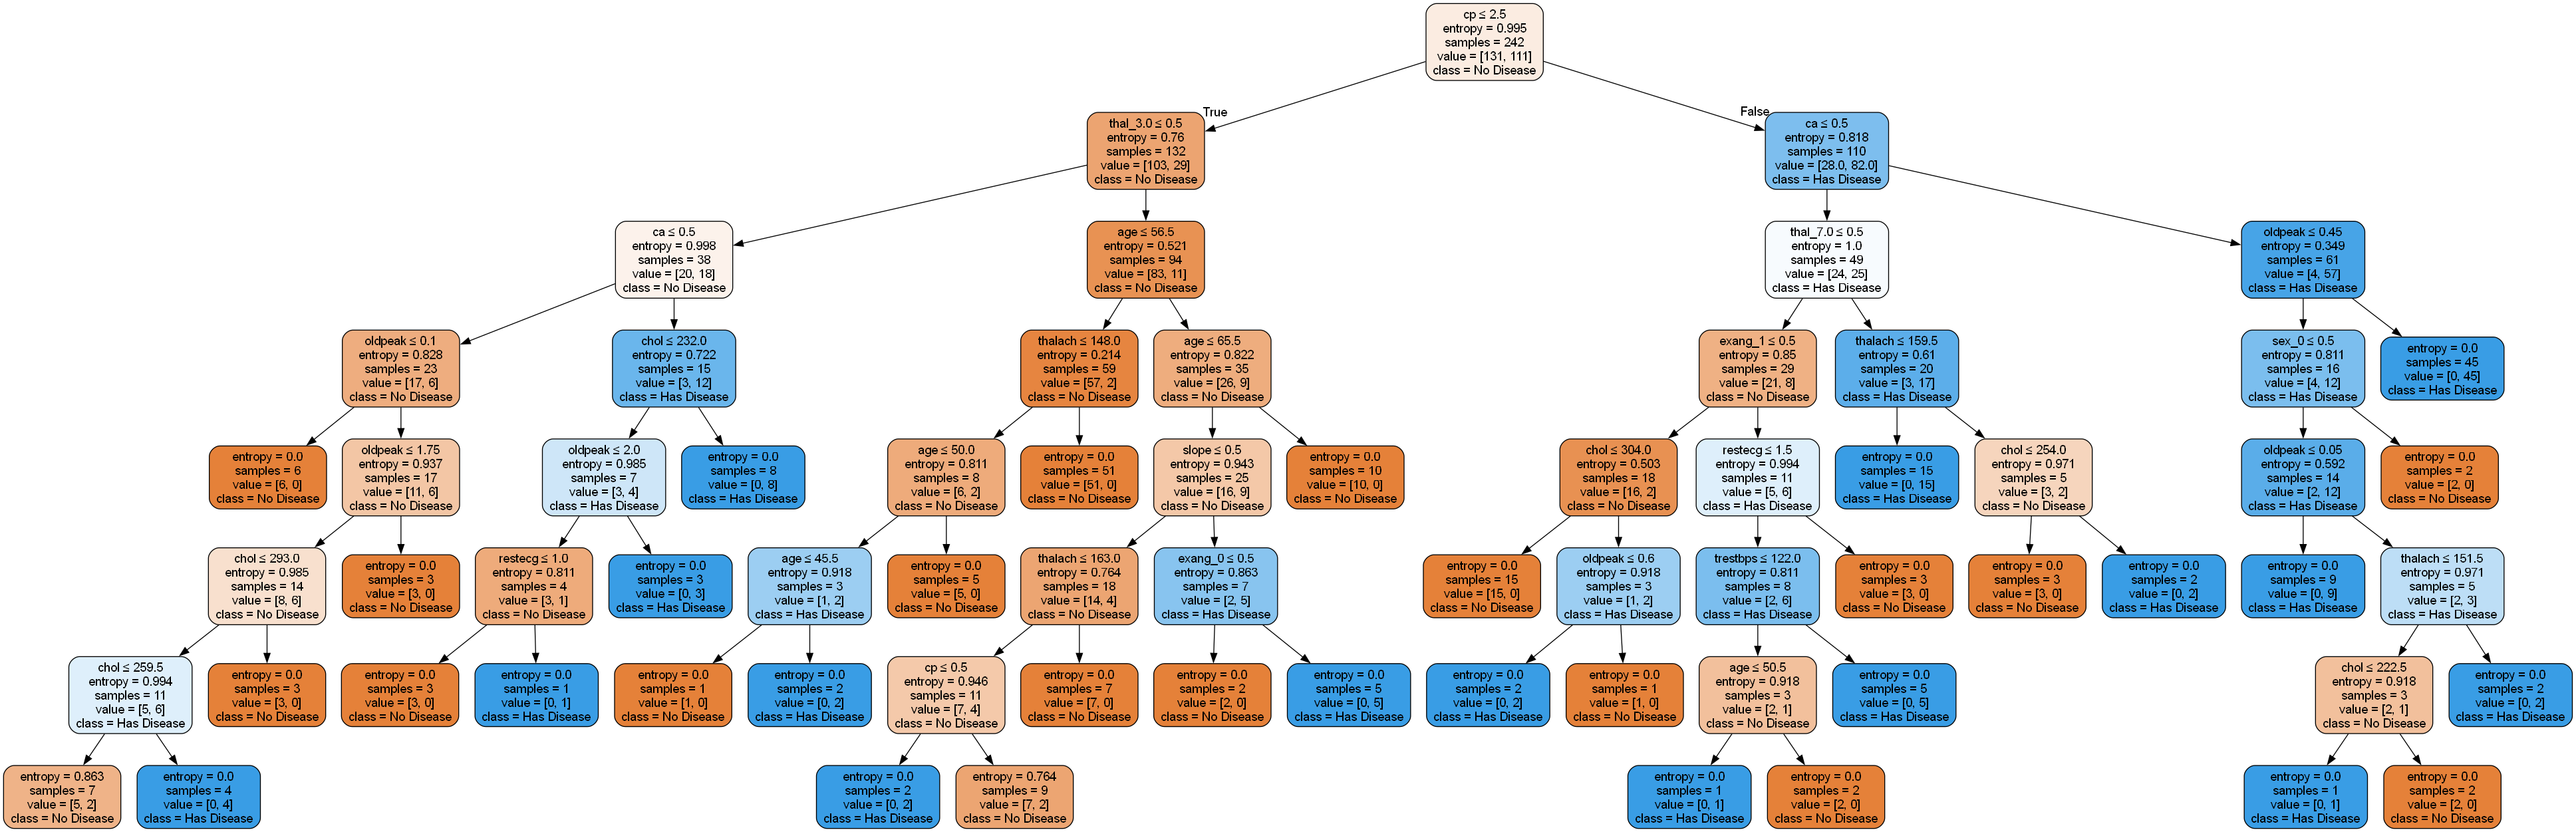 cp ≤ 2.5
entropy = 0.995
samples = 242
value = [131, 111]
class = No Disease
True
False
thal_3.0 ≤ 0.5
entropy = 0.76
samples = 132
value = [103, 29]
class = No Disease
ca ≤ 0.5
entropy = 0.818
samples = 110
value = [28.0, 82.0]
class = Has Disease
ca ≤ 0.5
entropy = 0.998
samples = 38
value = [20, 18]
class = No Disease
age ≤ 56.5
entropy = 0.521
samples = 94
value = [83, 11]
class = No Disease
thal_7.0 ≤ 0.5
entropy = 1.0
samples = 49
value = [24, 25]
class = Has Disease
oldpeak ≤ 0.45
entropy = 0.349
samples = 61
value = [4, 57]
class = Has Disease
oldpeak ≤ 0.1
entropy = 0.828
samples = 23
value = [17, 6]
class = No Disease
chol ≤ 232.0
entropy = 0.722
samples = 15
value = [3, 12]
class = Has Disease
thalach ≤ 148.0
entropy = 0.214
samples = 59
value = [57, 2]
class = No Disease
age ≤ 65.5
entropy = 0.822
samples = 35
value = [26, 9]
class = No Disease
exang_1 ≤ 0.5
entropy = 0.85
samples = 29
value = [21, 8]
class = No Disease
thalach ≤ 159.5
entropy = 0.61
samples = 20
value = [3, 17]
class = Has Disease
sex_0 ≤ 0.5
entropy = 0.811
samples = 16
value = [4, 12]
class = Has Disease
entropy = 0.0
samples = 45
value = [0, 45]
class = Has Disease
entropy = 0.0
samples = 6
value = [6, 0]
class = No Disease
oldpeak ≤ 1.75
entropy = 0.937
samples = 17
value = [11, 6]
class = No Disease
oldpeak ≤ 2.0
entropy = 0.985
samples = 7
value = [3, 4]
class = Has Disease
entropy = 0.0
samples = 8
value = [0, 8]
class = Has Disease
age ≤ 50.0
entropy = 0.811
samples = 8
value = [6, 2]
class = No Disease
entropy = 0.0
samples = 51
value = [51, 0]
class = No Disease
slope ≤ 0.5
entropy = 0.943
samples = 25
value = [16, 9]
class = No Disease
entropy = 0.0
samples = 10
value = [10, 0]
class = No Disease
chol ≤ 304.0
entropy = 0.503
samples = 18
value = [16, 2]
class = No Disease
restecg ≤ 1.5
entropy = 0.994
samples = 11
value = [5, 6]
class = Has Disease
entropy = 0.0
samples = 15
value = [0, 15]
class = Has Disease
chol ≤ 254.0
entropy = 0.971
samples = 5
value = [3, 2]
class = No Disease
oldpeak ≤ 0.05
entropy = 0.592
samples = 14
value = [2, 12]
class = Has Disease
entropy = 0.0
samples = 2
value = [2, 0]
class = No Disease
chol ≤ 293.0
entropy = 0.985
samples = 14
value = [8, 6]
class = No Disease
entropy = 0.0
samples = 3
value = [3, 0]
class = No Disease
restecg ≤ 1.0
entropy = 0.811
samples = 4
value = [3, 1]
class = No Disease
entropy = 0.0
samples = 3
value = [0, 3]
class = Has Disease
age ≤ 45.5
entropy = 0.918
samples = 3
value = [1, 2]
class = Has Disease
entropy = 0.0
samples = 5
value = [5, 0]
class = No Disease
thalach ≤ 163.0
entropy = 0.764
samples = 18
value = [14, 4]
class = No Disease
exang_0 ≤ 0.5
entropy = 0.863
samples = 7
value = [2, 5]
class = Has Disease
entropy = 0.0
samples = 15
value = [15, 0]
class = No Disease
oldpeak ≤ 0.6
entropy = 0.918
samples = 3
value = [1, 2]
class = Has Disease
trestbps ≤ 122.0
entropy = 0.811
samples = 8
value = [2, 6]
class = Has Disease
entropy = 0.0
samples = 3
value = [3, 0]
class = No Disease
entropy = 0.0
samples = 3
value = [3, 0]
class = No Disease
entropy = 0.0
samples = 2
value = [0, 2]
class = Has Disease
entropy = 0.0
samples = 9
value = [0, 9]
class = Has Disease
thalach ≤ 151.5
entropy = 0.971
samples = 5
value = [2, 3]
class = Has Disease
chol ≤ 259.5
entropy = 0.994
samples = 11
value = [5, 6]
class = Has Disease
entropy = 0.0
samples = 3
value = [3, 0]
class = No Disease
entropy = 0.0
samples = 3
value = [3, 0]
class = No Disease
entropy = 0.0
samples = 1
value = [0, 1]
class = Has Disease
entropy = 0.0
samples = 1
value = [1, 0]
class = No Disease
entropy = 0.0
samples = 2
value = [0, 2]
class = Has Disease
cp ≤ 0.5
entropy = 0.946
samples = 11
value = [7, 4]
class = No Disease
entropy = 0.0
samples = 7
value = [7, 0]
class = No Disease
entropy = 0.0
samples = 2
value = [2, 0]
class = No Disease
entropy = 0.0
samples = 5
value = [0, 5]
class = Has Disease
entropy = 0.0
samples = 2
value = [0, 2]
class = Has Disease
entropy = 0.0
samples = 1
value = [1, 0]
class = No Disease
age ≤ 50.5
entropy = 0.918
samples = 3
value = [2, 1]
class = No Disease
entropy = 0.0
samples = 5
value = [0, 5]
class = Has Disease
chol ≤ 222.5
entropy = 0.918
samples = 3
value = [2, 1]
class = No Disease
entropy = 0.0
samples = 2
value = [0, 2]
class = Has Disease
entropy = 0.863
samples = 7
value = [5, 2]
class = No Disease
entropy = 0.0
samples = 4
value = [0, 4]
class = Has Disease
entropy = 0.0
samples = 2
value = [0, 2]
class = Has Disease
entropy = 0.764
samples = 9
value = [7, 2]
class = No Disease
entropy = 0.0
samples = 1
value = [0, 1]
class = Has Disease
entropy = 0.0
samples = 2
value = [2, 0]
class = No Disease
entropy = 0.0
samples = 1
value = [0, 1]
class = Has Disease
entropy = 0.0
samples = 2
value = [2, 0]
class = No Disease